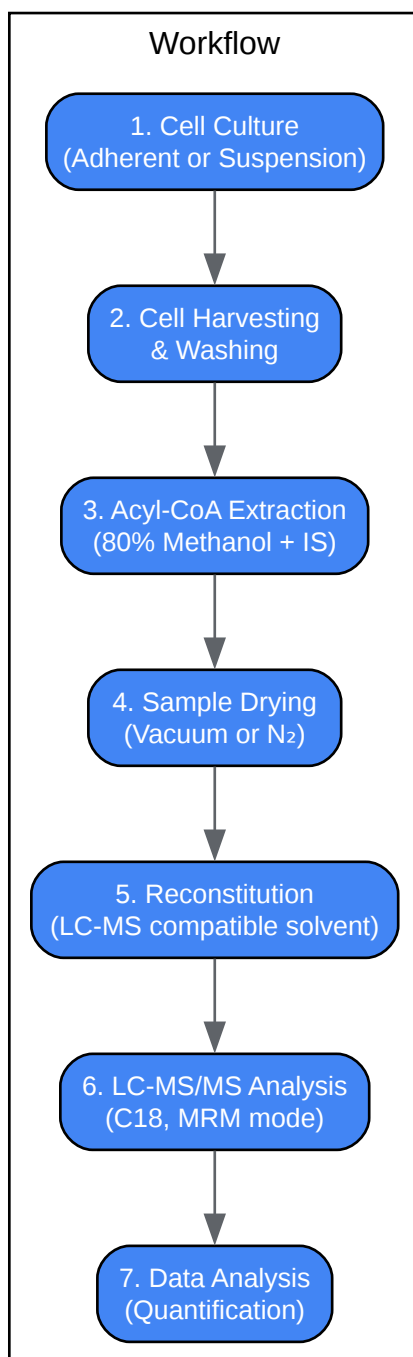 Workflow
1. Cell Culture
(Adherent or Suspension)
2. Cell Harvesting
& Washing
3. Acyl-CoA Extraction
(80% Methanol + IS)
4. Sample Drying
(Vacuum or N₂)
5. Reconstitution
(LC-MS compatible solvent)
6. LC-MS/MS Analysis
(C18, MRM mode)
7. Data Analysis
(Quantification)